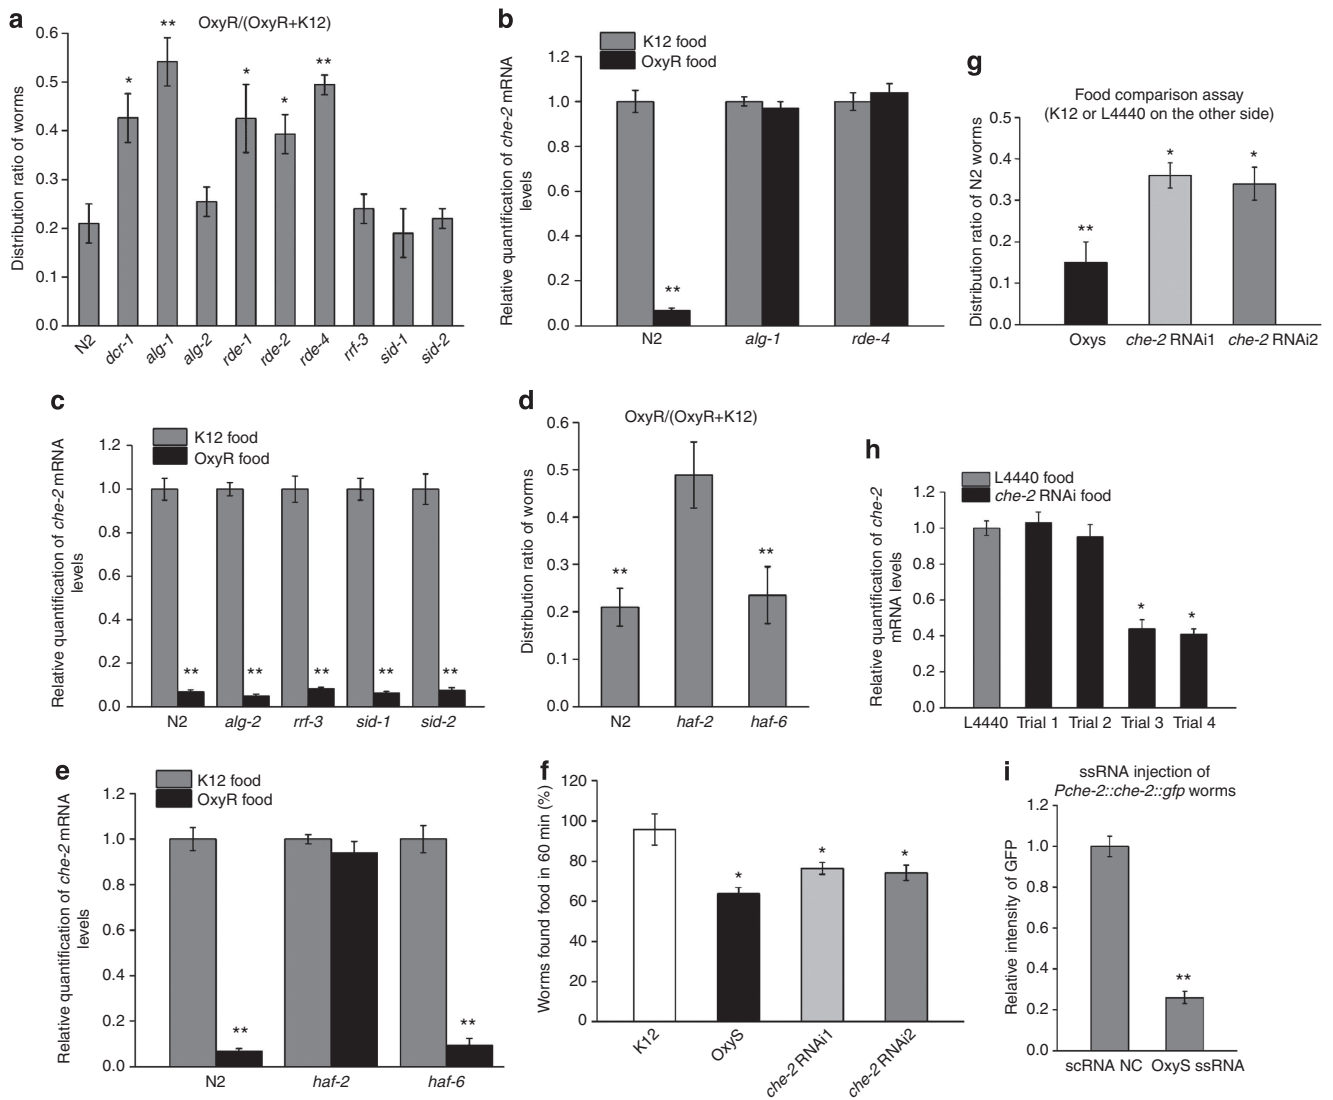 a
OxyR/(OxyR+K12)
Distribution ratio of worms
0.6
0.5
0.4
0.3
0.2
0.1
0.0
*
**
*
*
**
N2
dcr-1
alg-1
alg-2
rde-1
rde-2
rde-4
rrf-3
sid-1
sid-2
b
K12 food
OxyR food
Relative quantification of che-2 mRNA
levels
1.2
1.0
0.8
0.6
0.4
0.2
0.0
**
N2
alg-1
rde-4
g
Food comparison assay
(K12 or L4440 on the other side)
Distribution ratio of N2 worms
0.5
0.4
0.3
0.2
0.1
0.0
**
*
*
Oxys
che-2 RNAi1
che-2 RNAi2
c
K12 food
OxyR food
Relative quantification of che-2 mRNA
levels
1.2
1.0
0.8
0.6
0.4
0.2
0.0
**
**
**
**
**
N2
alg-2
rrf-3
sid-1
sid-2
d
OxyR/(OxyR+K12)
Distribution ratio of worms
0.6
0.5
0.4
0.3
0.2
0.1
0.0
**
**
N2
haf-2
haf-6
h
L4440 food
che-2 RNAi food
Relative quantification of che-2
mRNA levels
1.2
1.0
0.8
0.6
0.4
0.2
0.0
*
*
L4440
Trial 1
Trial 2
Trial 3
Trial 4
e
K12 food
OxyR food
Relative quantification of che-2 mRNA
levels
1.2
1.0
0.8
0.6
0.4
0.2
0.0
**
**
N2
haf-2
haf-6
f
Worms found food in 60 min (%)
120
100
80
60
40
20
0
*
*
*
K12
OxyS
che-2 RNAi1
che-2 RNAi2
i
ssRNA injection of
Pche-2::che-2::gfp worms
Relative intensity of GFP
1.2
1.0
0.8
0.6
0.4
0.2
0.0
**
scRNA NC
OxyS ssRNA